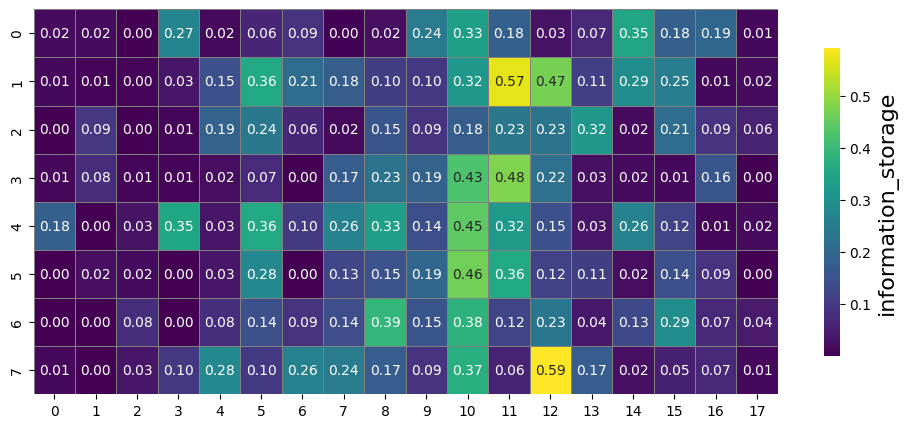 0 0.02 0.02 0.00 0.27 0.02 0.06 0.09 0.00 0.02 0.24 0.33 0.18 0.03 0.07 0.35 0.18 0.19 0.01
1 0.01 0.01 0.00 0.03 0.15 0.36 0.21 0.18 0.10 0.10 0.32 0.57 0.47 0.11 0.29 0.25 0.01 0.02
2 0.00 0.09 0.00 0.01 0.19 0.24 0.06 0.02 0.15 0.09 0.18 0.23 0.23 0.32 0.02 0.21 0.09 0.06
3 0.01 0.08 0.01 0.01 0.02 0.07 0.00 0.17 0.23 0.19 0.43 0.48 0.22 0.03 0.02 0.01 0.16 0.00
4 0.18 0.00 0.03 0.35 0.03 0.36 0.10 0.26 0.33 0.14 0.45 0.32 0.15 0.03 0.26 0.12 0.01 0.02
5 0.00 0.02 0.02 0.00 0.03 0.28 0.00 0.13 0.15 0.19 0.46 0.36 0.12 0.11 0.02 0.14 0.09 0.00
6 0.00 0.00 0.08 0.00 0.08 0.14 0.09 0.14 0.39 0.15 0.38 0.12 0.23 0.04 0.13 0.29 0.07 0.04
7 0.01 0.00 0.03 0.10 0.28 0.10 0.26 0.24 0.17 0.09 0.37 0.06 0.59 0.17 0.02 0.05 0.07 0.01
0 1 2 3 4 5 6 7 8 9 10 11 12 13 14 15 16 17
0.5
0.4
0.3
0.2
0.1
information_storage